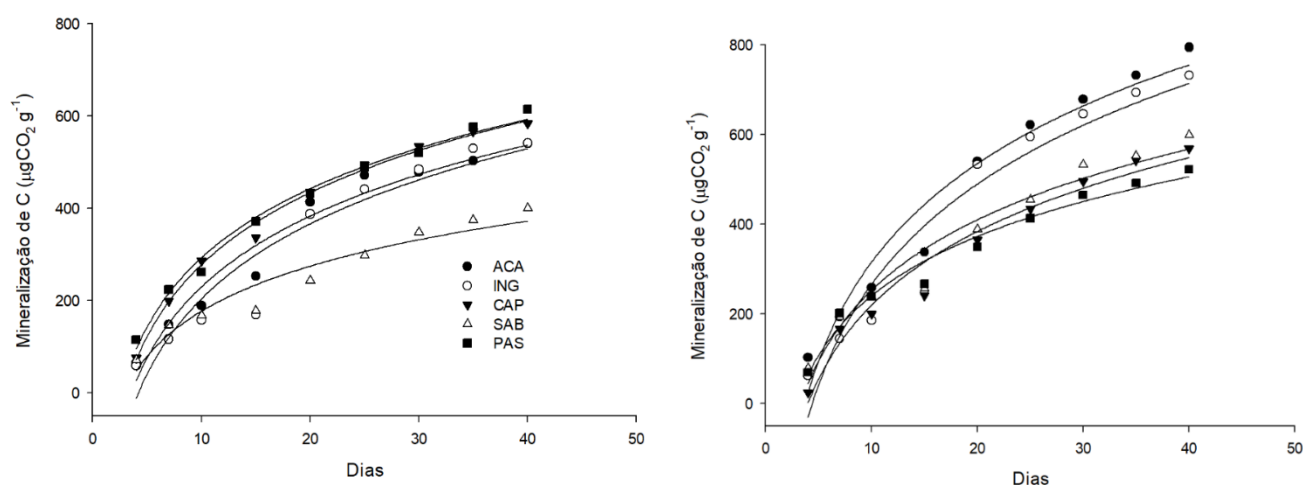 Mineralização de C (µgCO₂ g⁻¹)
800
600
400
200
0
ACA
ING
CAP
SAB
PAS
0 10 20 30 40 50
Dias
Mineralização de C (µgCO₂ g⁻¹)
800
600
400
200
0
0 10 20 30 40 50
Dias